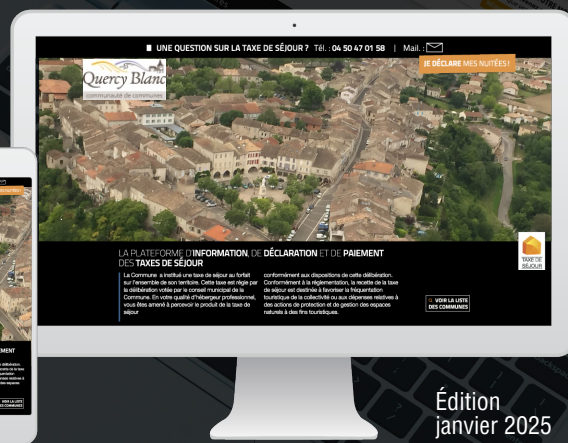 UNE QUESTION SUR LA TAXE DE SÉJOUR ? Tél. : 04 50 47 01 58 | Mail. :
JE DÉCLARE MES NUITÉES !
Quercy Blanc
communauté de communes
LA PLATEFORME D'INFORMATION, DE DÉCLARATION ET DE PAIEMENT
DES TAXES DE SÉJOUR
La Commune a institué une taxe de séjour au forfait
sur l'ensemble de son territoire. Cette taxe est régie par
la délibération votée par le conseil municipal de la
Commune. En votre qualité d'hébergeur professionnel,
vous êtes amené à percevoir le produit de la taxe de
séjour
conformément aux dispositions de cette délibération.
Conformément à la réglementation, la recette de la taxe
de séjour est destinée à favoriser la fréquentation
touristique de la collectivité ou aux dépenses relatives à
des actions de protection et de gestion des espaces
naturels à des fins touristiques.
TAXE DE
SÉJOUR
VOIR LA LISTE
DES COMMUNES
Édition
janvier 2025